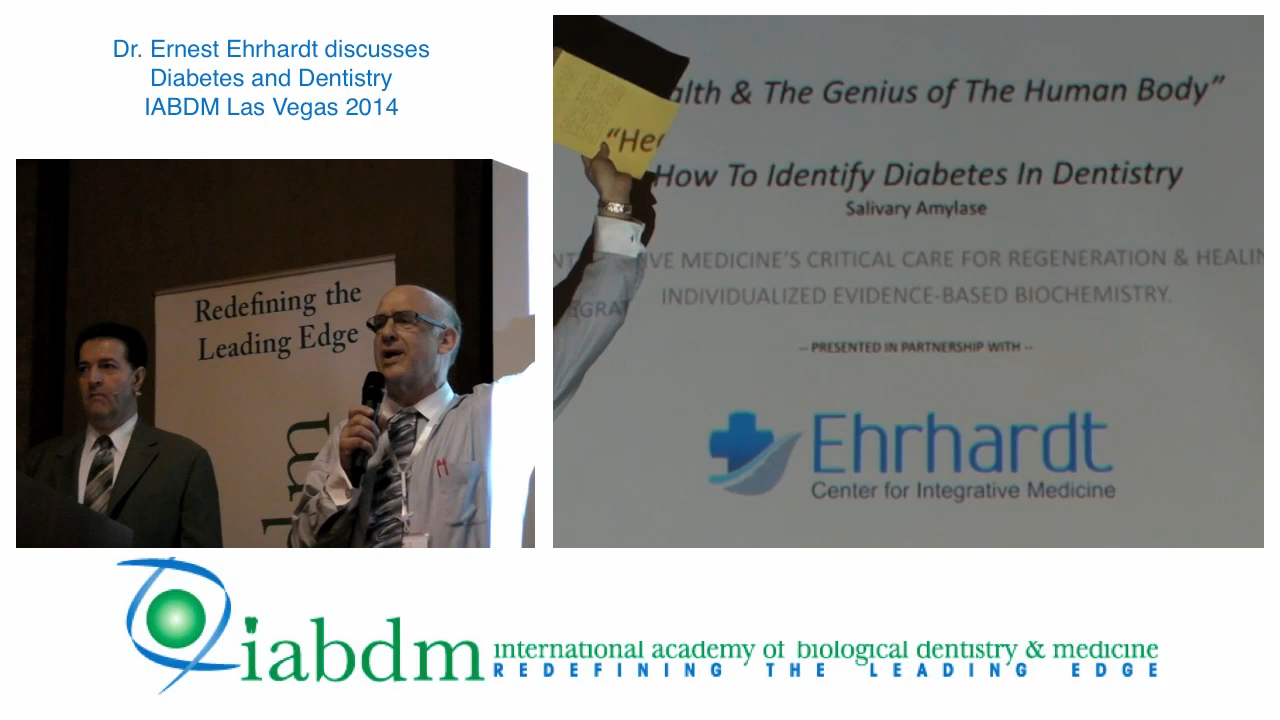 Dr. Ernest Ehrhardt discusses
Diabetes and Dentistry
IABDM Las Vegas 2014
Redefining the
Leading Edge
alth & The Genius of The Human Body”
“Hea
How To Identify Diabetes In Dentistry
Salivary Amylase
VE MEDICINE’S CRITICAL CARE FOR REGENERATION & HEALIN
EGRAT
INDIVIDUALIZED EVIDENCE-BASED BIOCHEMISTRY.
-- PRESENTED IN PARTNERSHIP WITH --
Ehrhardt
Center for Integrative Medicine
iabdm international academy of biological dentistry & medicine
REDEFINING THE LEADING EDGE